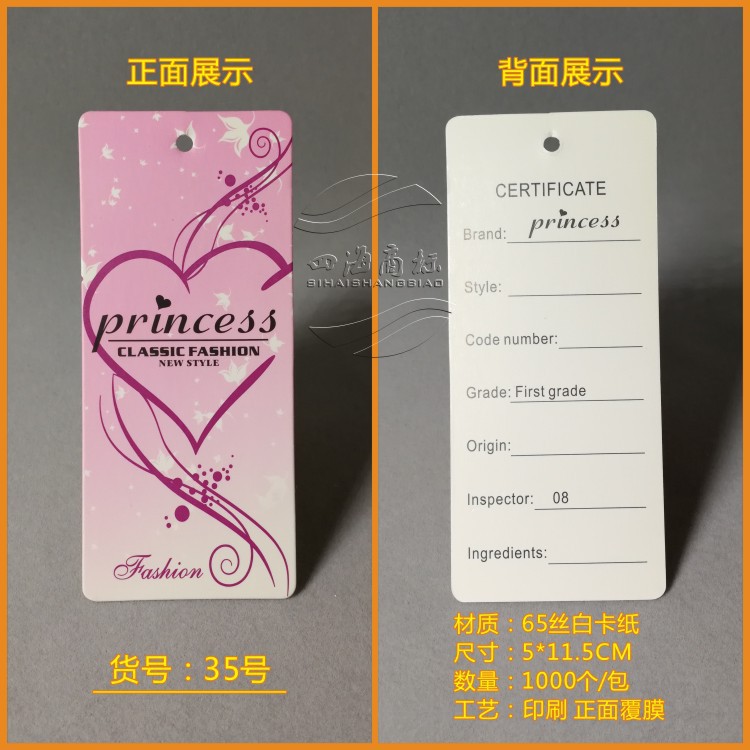 正面展示
princess
CLASSIC FASHION
NEW STYLE
Fashion
货号：35号
四海商标
SIHAISHANGBIAO
背面展示
CERTIFICATE
Brand: princess
Style:
Code number:
Grade: First grade
Origin:
Inspector: 08
Ingredients:
材质：65丝白卡纸
尺寸：5*11.5CM
数量：1000个/包
工艺：印刷 正面覆膜